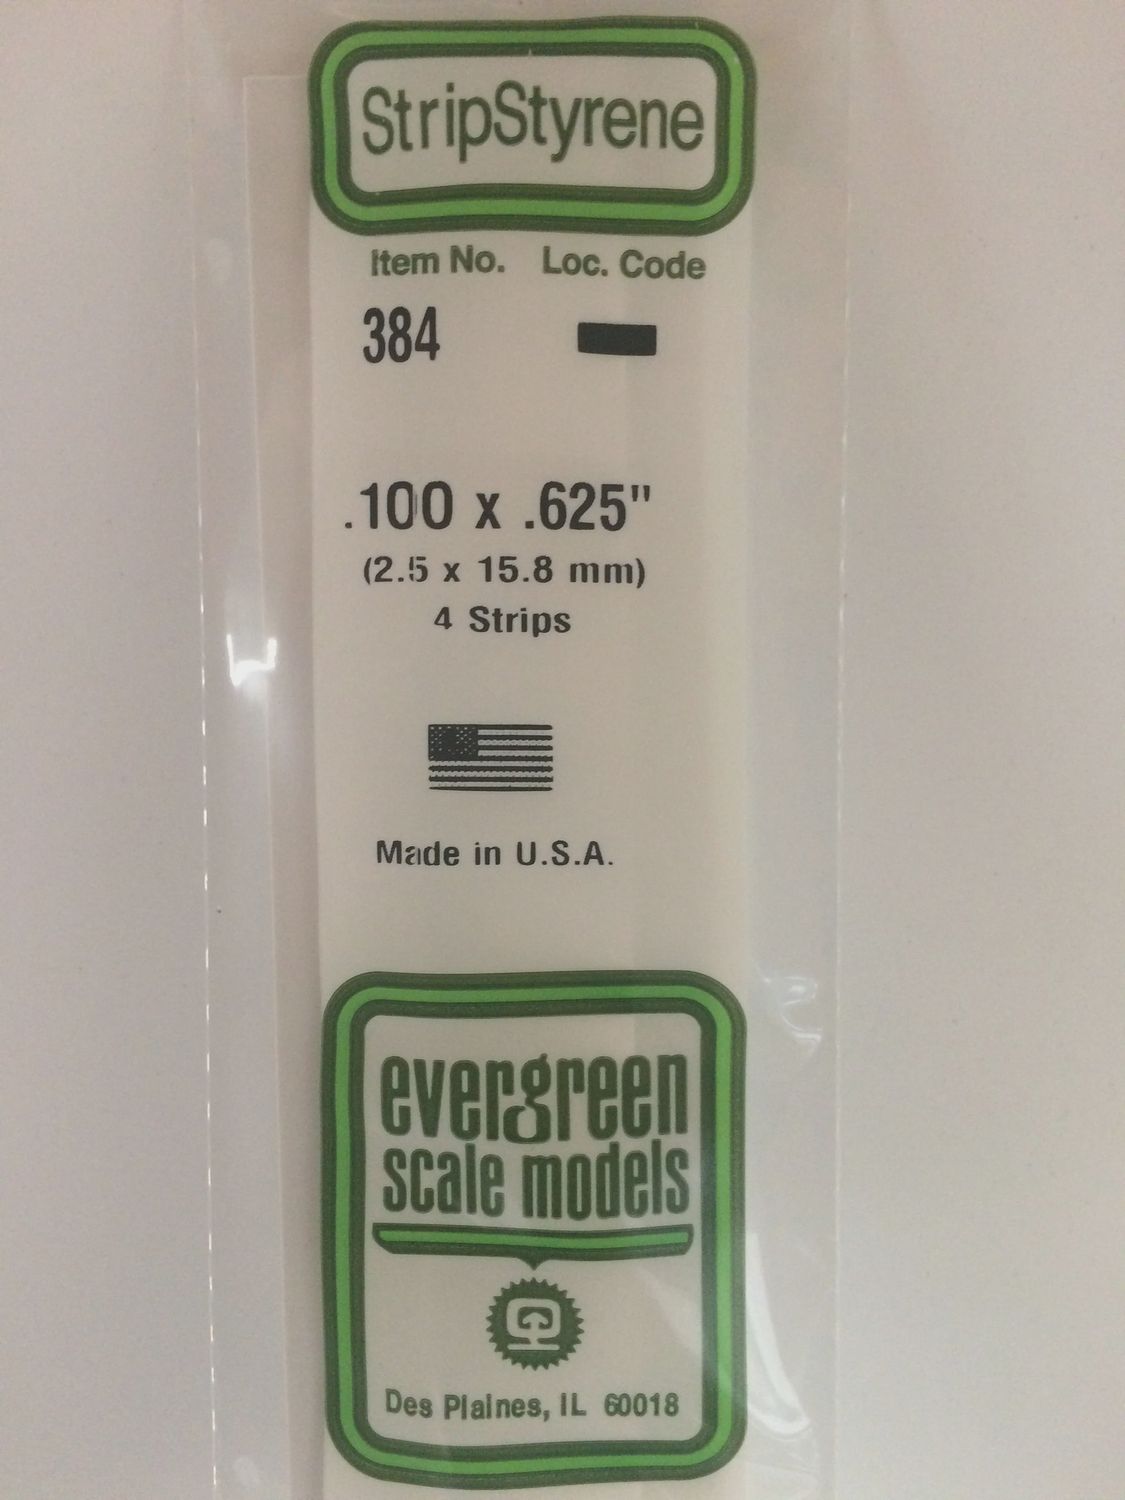 StripStyrene
Item No. Loc. Code
384
.100 x .625"
(2.5 x 15.8 mm)
4 Strips
Made in U.S.A.
evergreen
scale models
Des Plaines, IL 60018